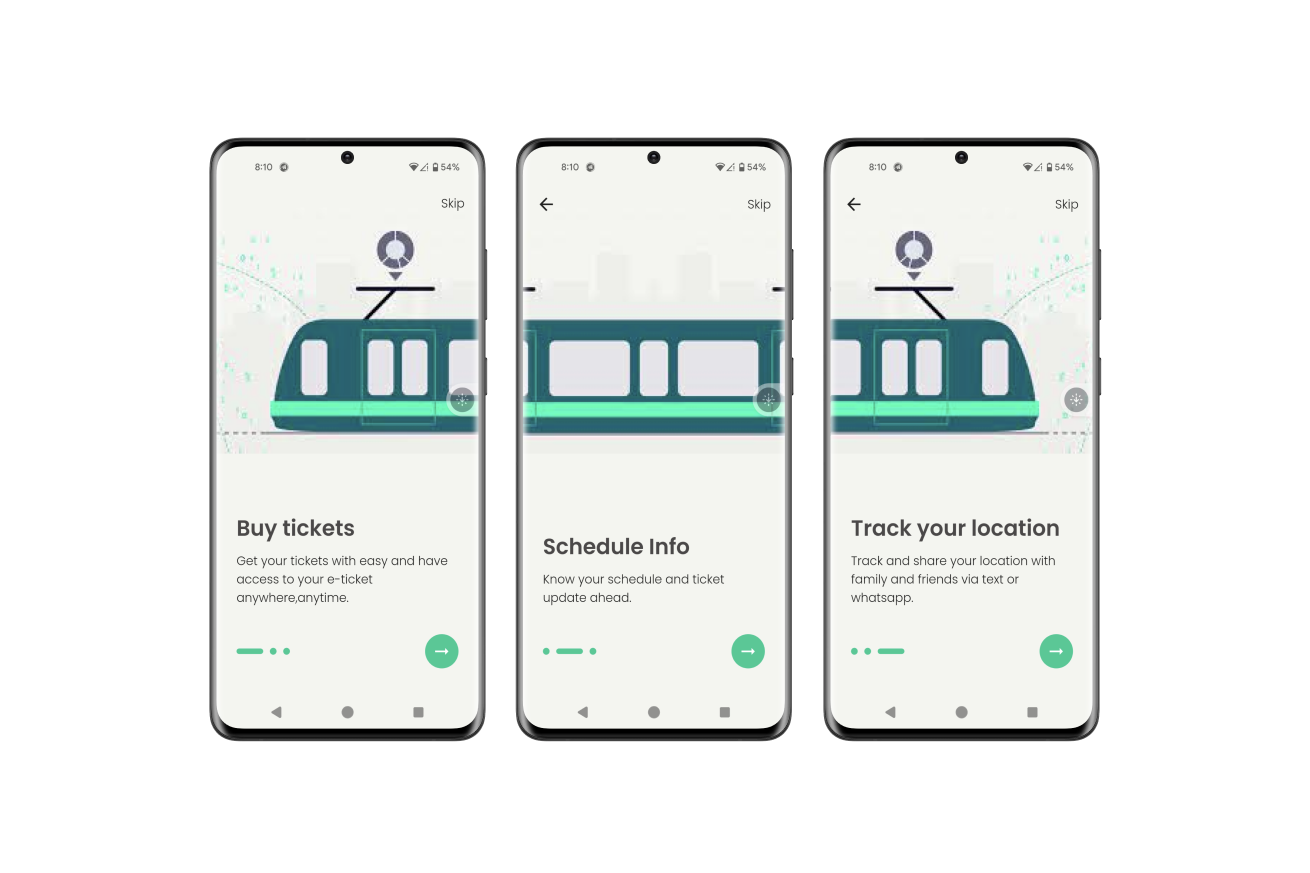 8:10
54%
Skip
Buy tickets
Get your tickets with easy and have
access to your e-ticket
anywhere,anytime.
8:10
54%
Skip
Schedule Info
Know your schedule and ticket
update ahead.
8:10
54%
Skip
Track your location
Track and share your location with
family and friends via text or
whatsapp.